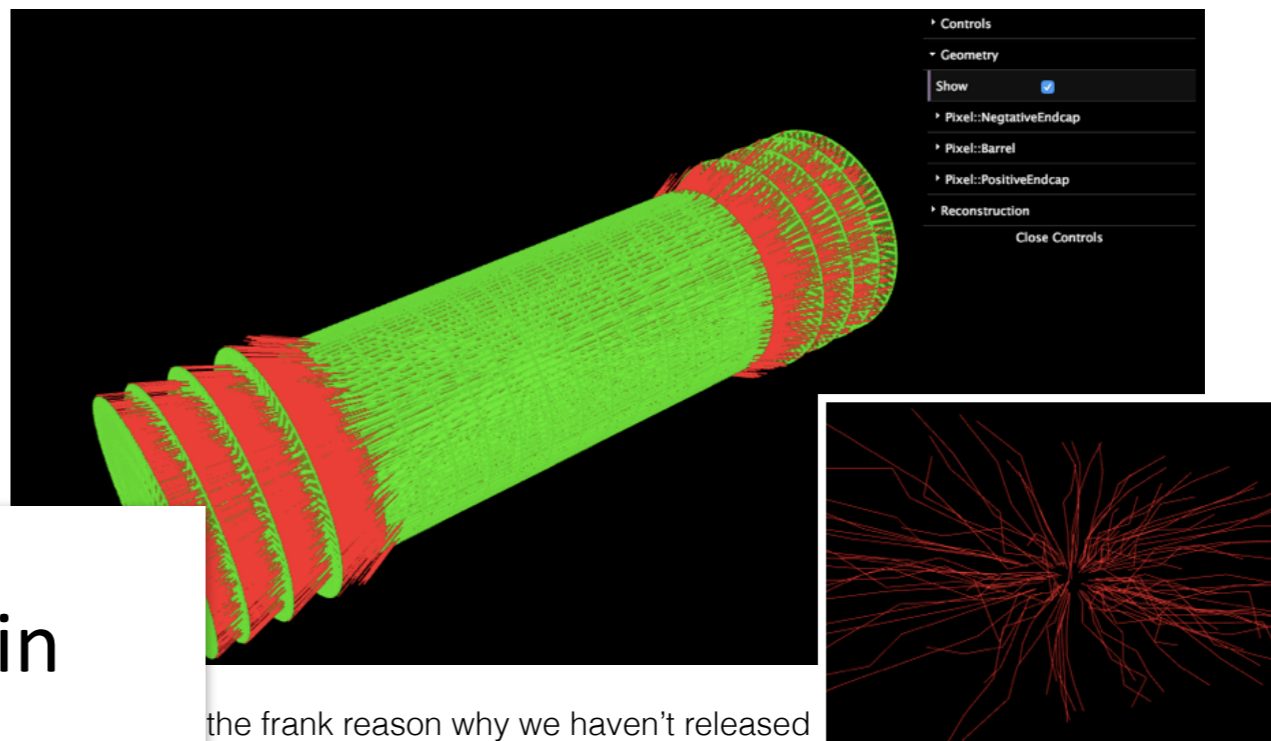 Controls
Geometry
Show
Pixel::NegtativeEndcap
Pixel::Barrel
Pixel::PositiveEndcap
Reconstruction
Close Controls
in
the frank reason why we haven't released